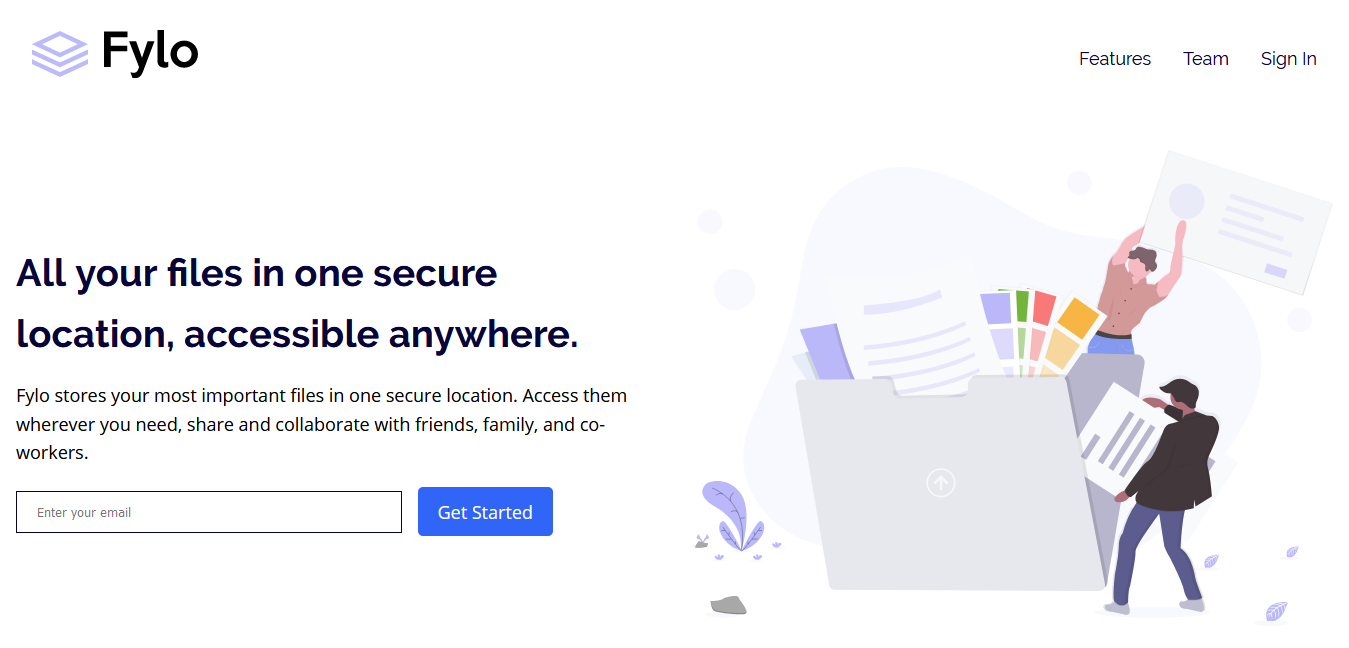 Fylo
Features Team Sign In
All your files in one secure
location, accessible anywhere.
Fylo stores your most important files in one secure location. Access them
wherever you need, share and collaborate with friends, family, and co-
workers.
Enter your email Get Started